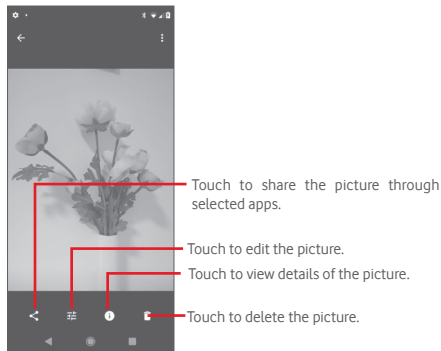 Touch to share the picture through
selected apps.
Touch to edit the picture.
Touch to view details of the picture.
Touch to delete the picture.